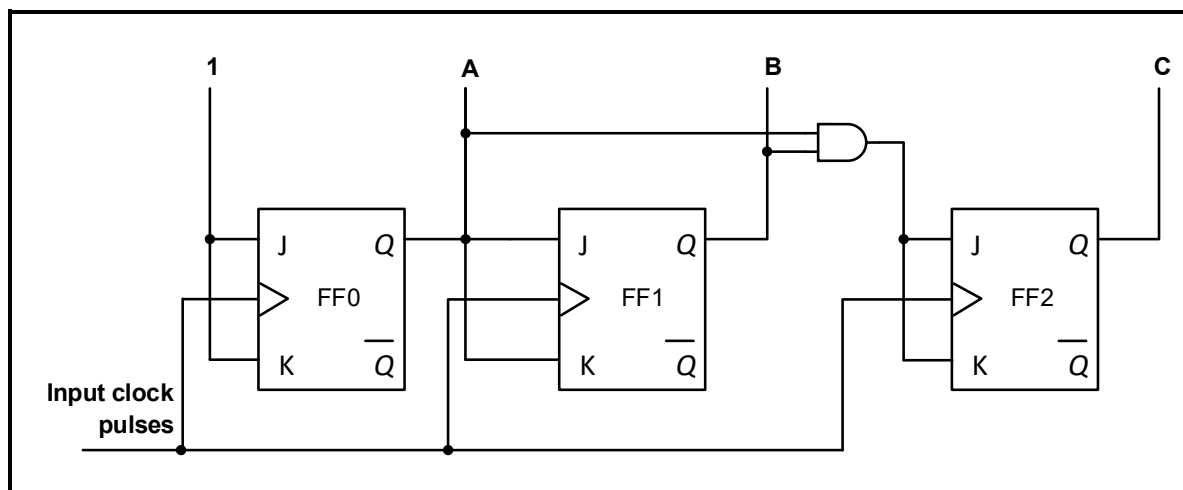 1 A B C
J Q J Q J Q
FF0 FF1 FF2
K Q K Q K Q
Input clock
pulses